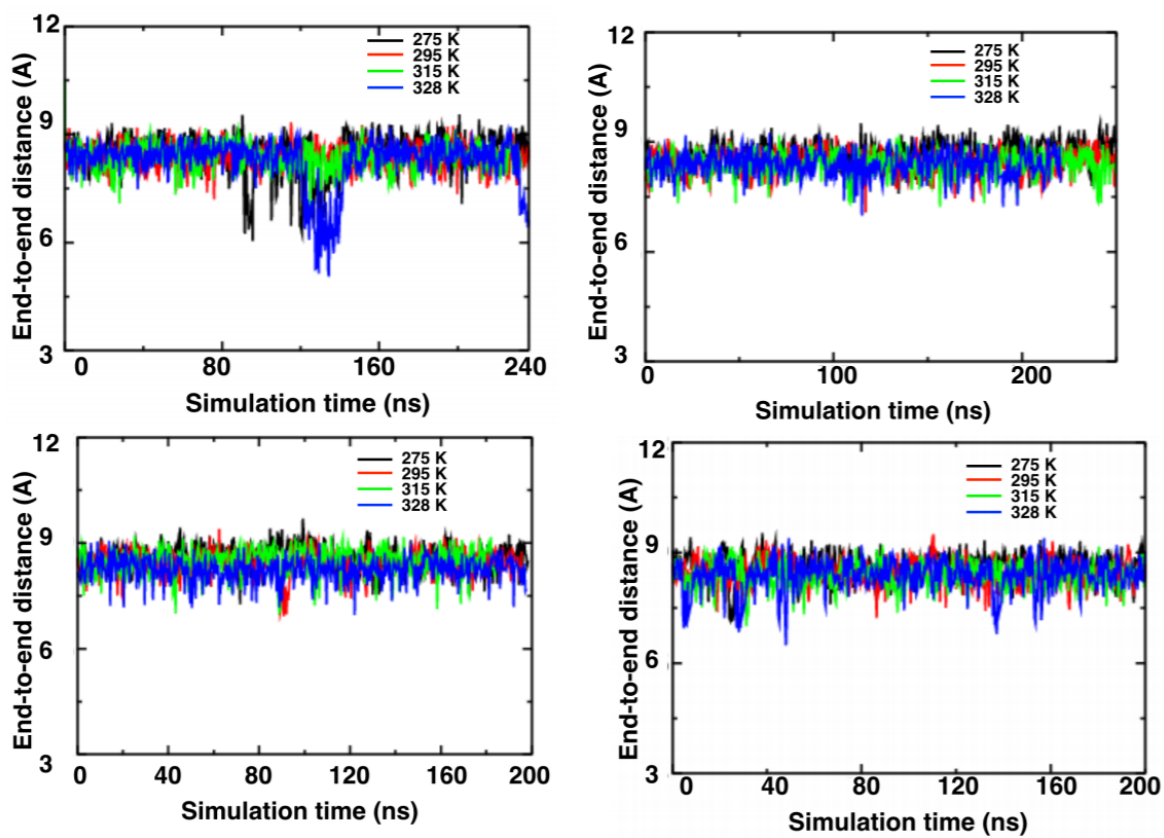 12
9
6
3
End-to-end distance (A)
275 K
295 K
315 K
328 K
0
80
160
240
Simulation time (ns)
12
9
6
3
End-to-end distance (A)
275 K
295 K
315 K
328 K
0
100
200
Simulation time (ns)
12
9
6
3
End-to-end distance (A)
275 K
295 K
315 K
328 K
0
40
80
120
160
200
Simulation time (ns)
12
9
6
3
End-to-end distance (A)
275 K
295 K
315 K
328 K
0
40
80
120
160
200
Simulation time (ns)